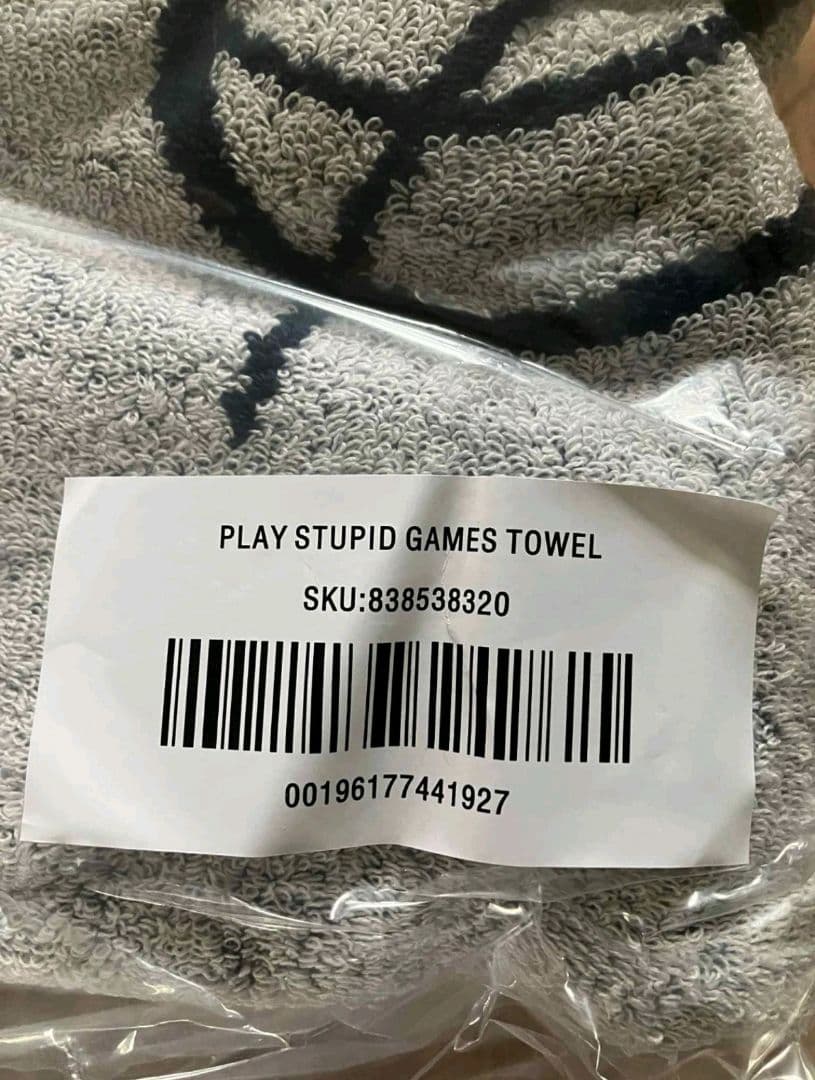 PLAY STUPID GAMES TOWEL
SKU:838538320
00196177441927